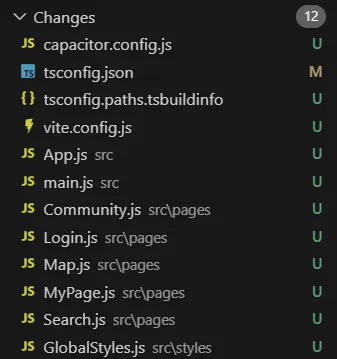 Changes 12
JS capacitor.config.js U
TS tsconfig.json M
{} tsconfig.paths.tsbuildinfo U
vite.config.js U
JS App.js src U
JS main.js src U
JS Community.js src\pages U
JS Login.js src\pages U
JS Map.js src\pages U
JS MyPage.js src\pages U
JS Search.js src\pages U
JS GlobalStyles.js src\styles U